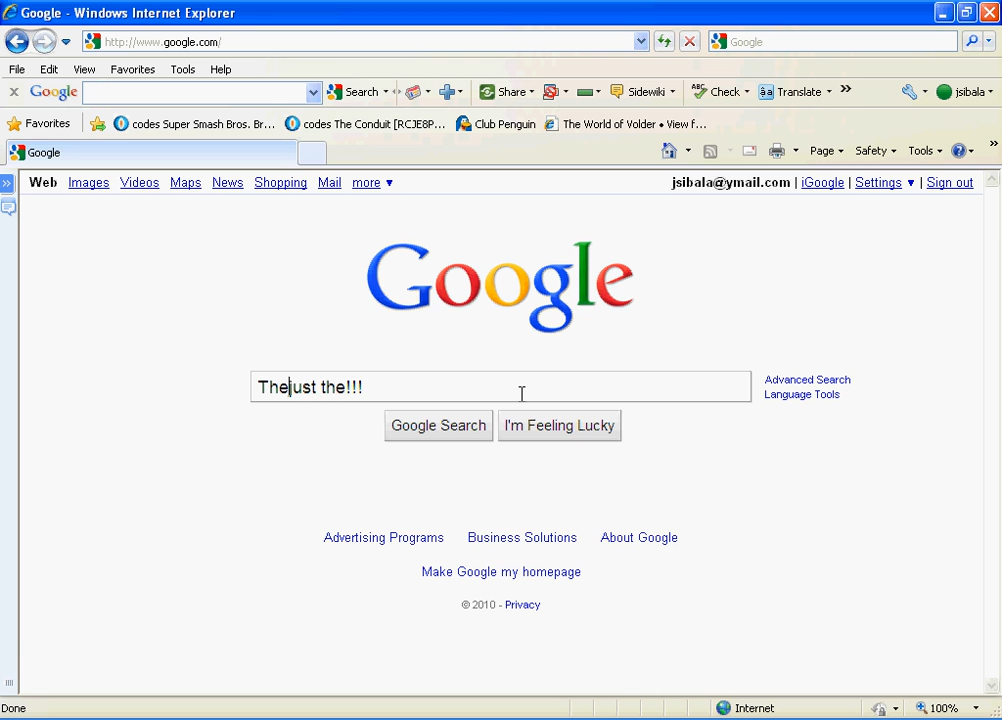 Google - Windows Internet Explorer
http://www.google.com/
Google
File Edit View Favorites Tools Help
Google Search Share Sidewiki Check Translate jsibala
Favorites codes Super Smash Bros. Br... codes The Conduit [RCJE8P... Club Penguin The World of Volder • View f...
Google Page Safety Tools
Web Images Videos Maps News Shopping Mail more ▼ jsibala@ymail.com | iGoogle | Settings ▼ | Sign out
Google
Thejust the!!!
Advanced Search
Language Tools
Google Search I'm Feeling Lucky
Advertising Programs Business Solutions About Google
Make Google my homepage
© 2010 - Privacy
Done Internet 100%